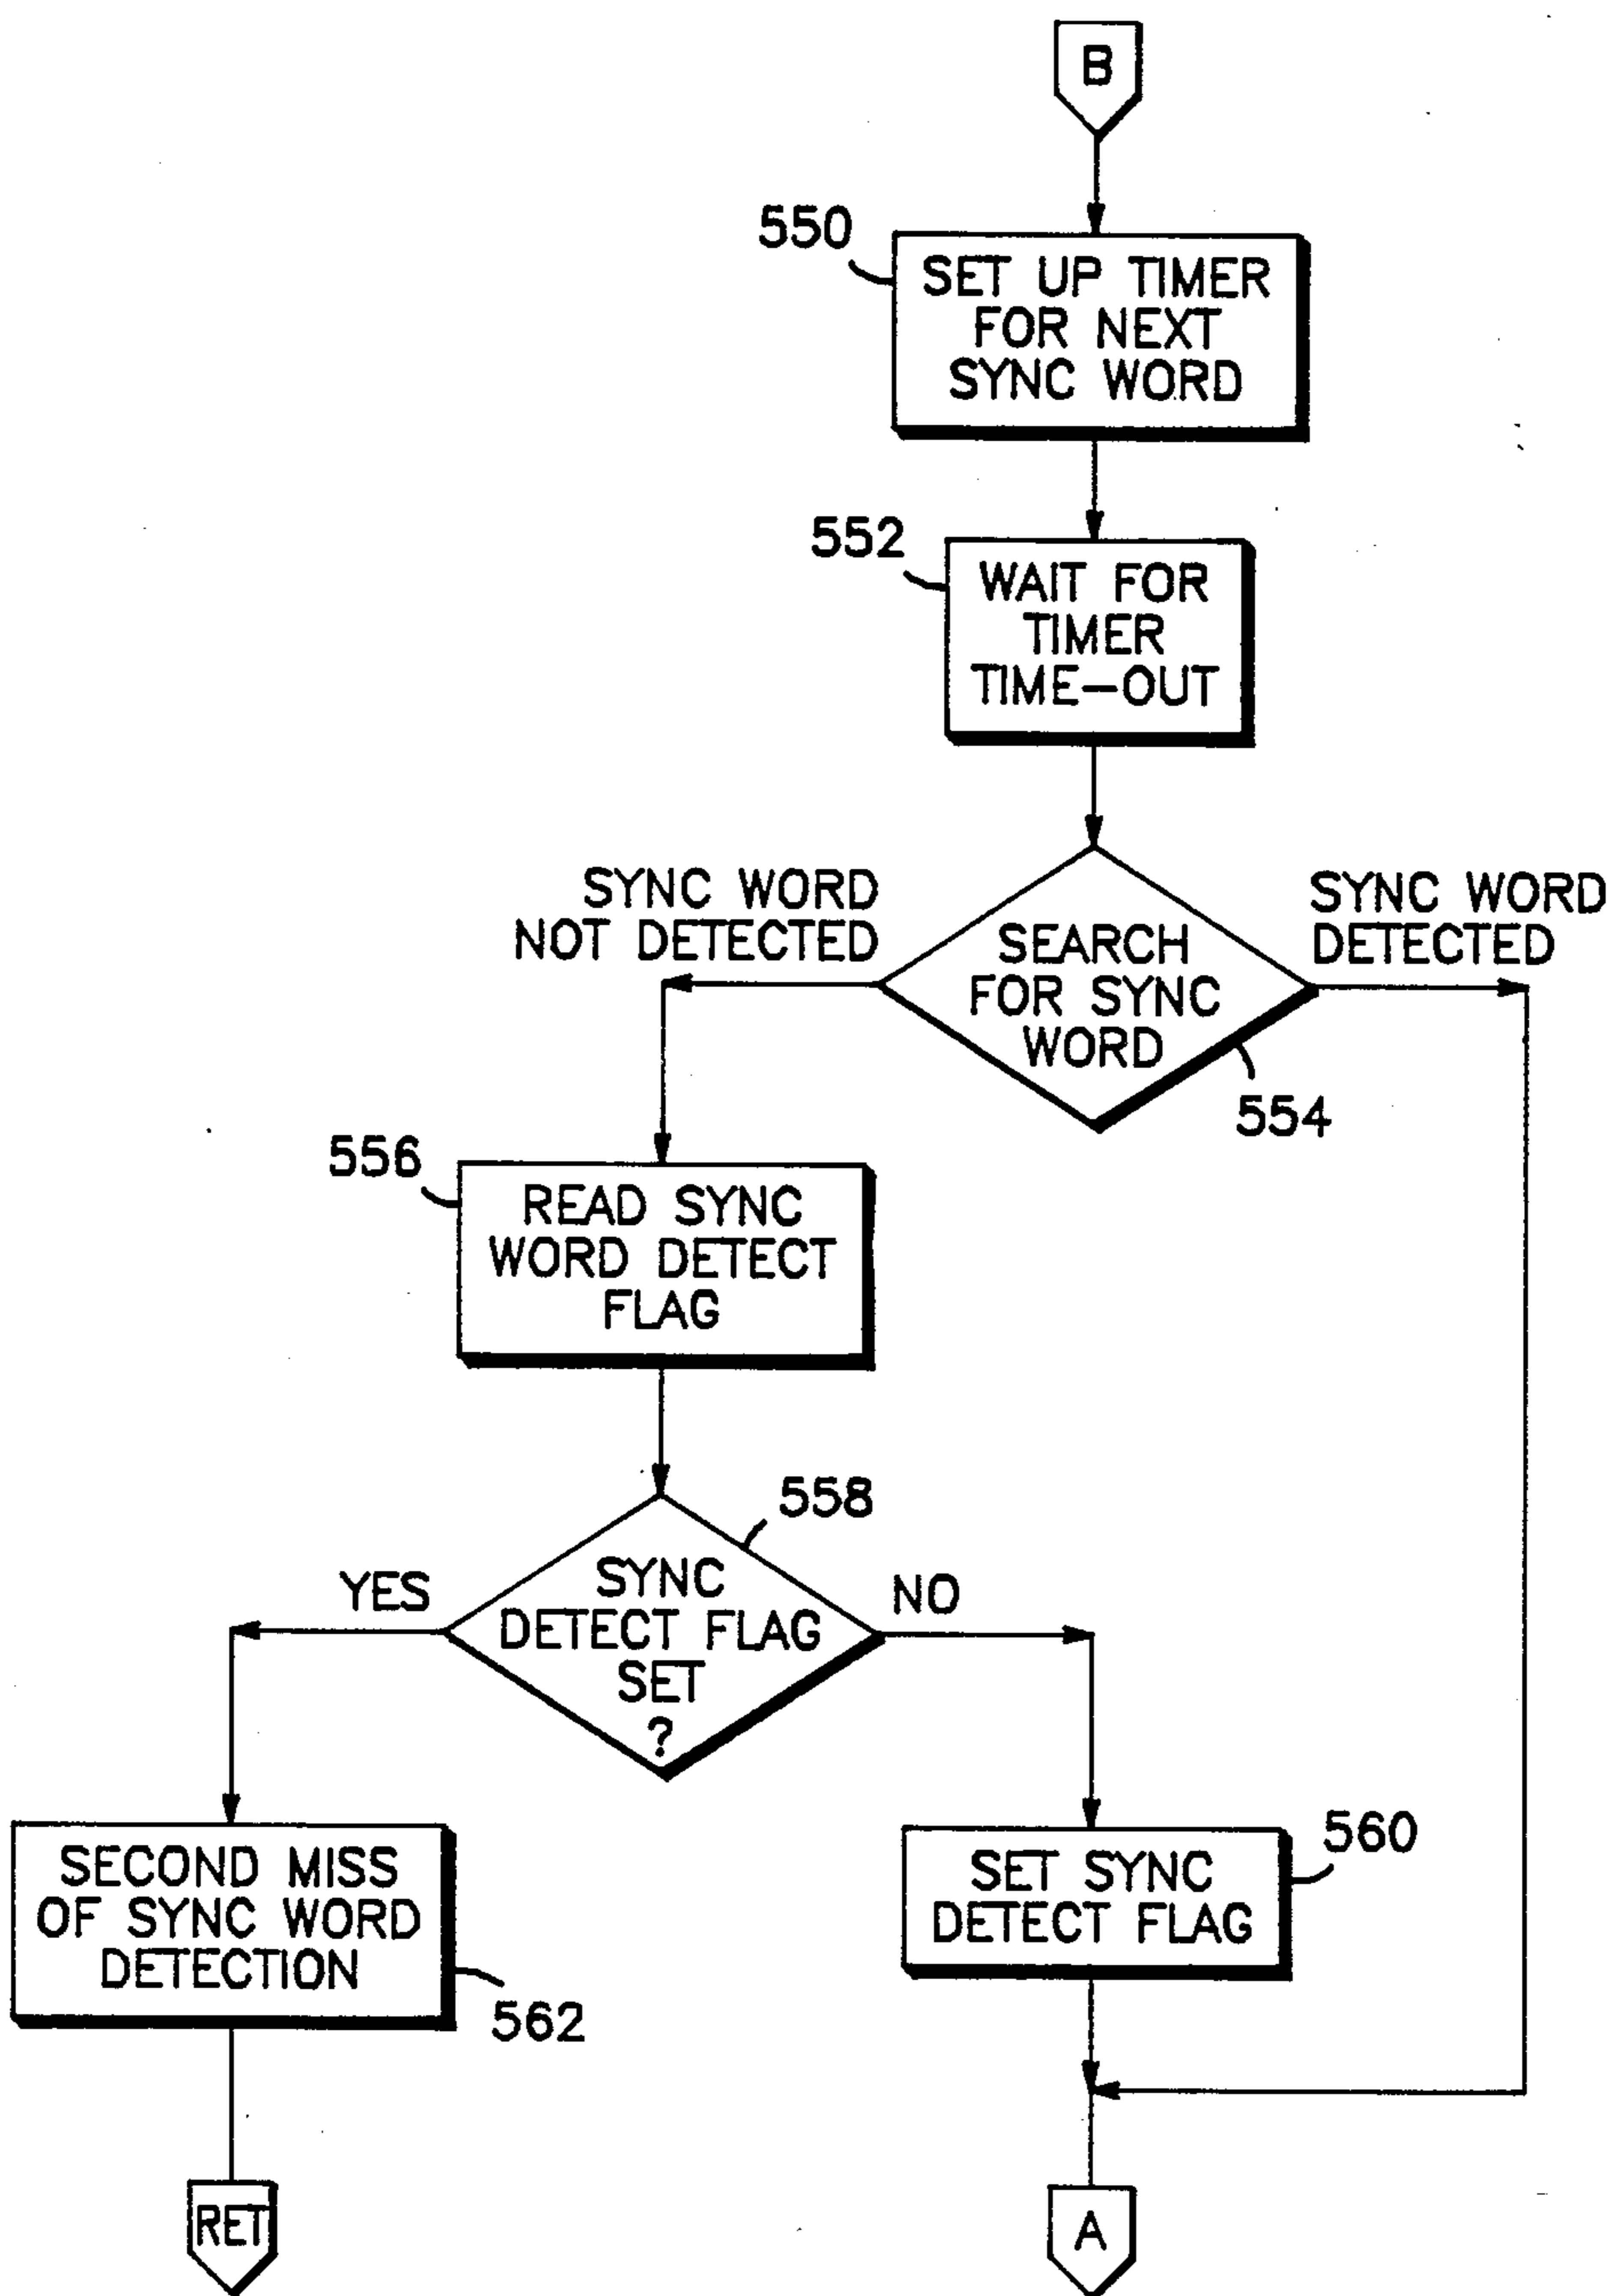 B
550
SET UP TIMER
FOR NEXT
SYNC WORD
552
WAIT FOR
TIMER
TIME-OUT
SYNC WORD
NOT DETECTED
SEARCH
FOR SYNC
WORD
SYNC WORD
DETECTED
554
556
READ SYNC
WORD DETECT
FLAG
558
YES
SYNC
DETECT FLAG
SET
?
NO
SECOND MISS
OF SYNC WORD
DETECTION
562
SET SYNC
DETECT FLAG
560
RET
A